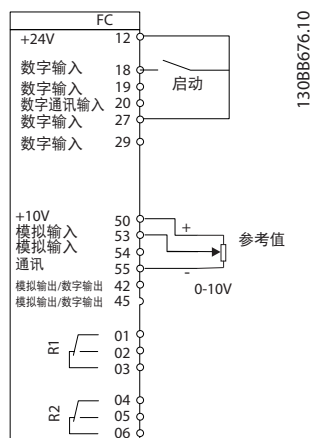 FC
+24V 12
数字输入 18
数字输入 19
数字通讯输入 20
数字输入 27
数字输入 29
启动
+10V 50
模拟输入 53
模拟输入 54
通讯 55
模拟输出/数字输出 42
模拟输出/数字输出 45
+
-
参考值
0-10V
R1
01
02
03
R2
04
05
06
130BB676.10